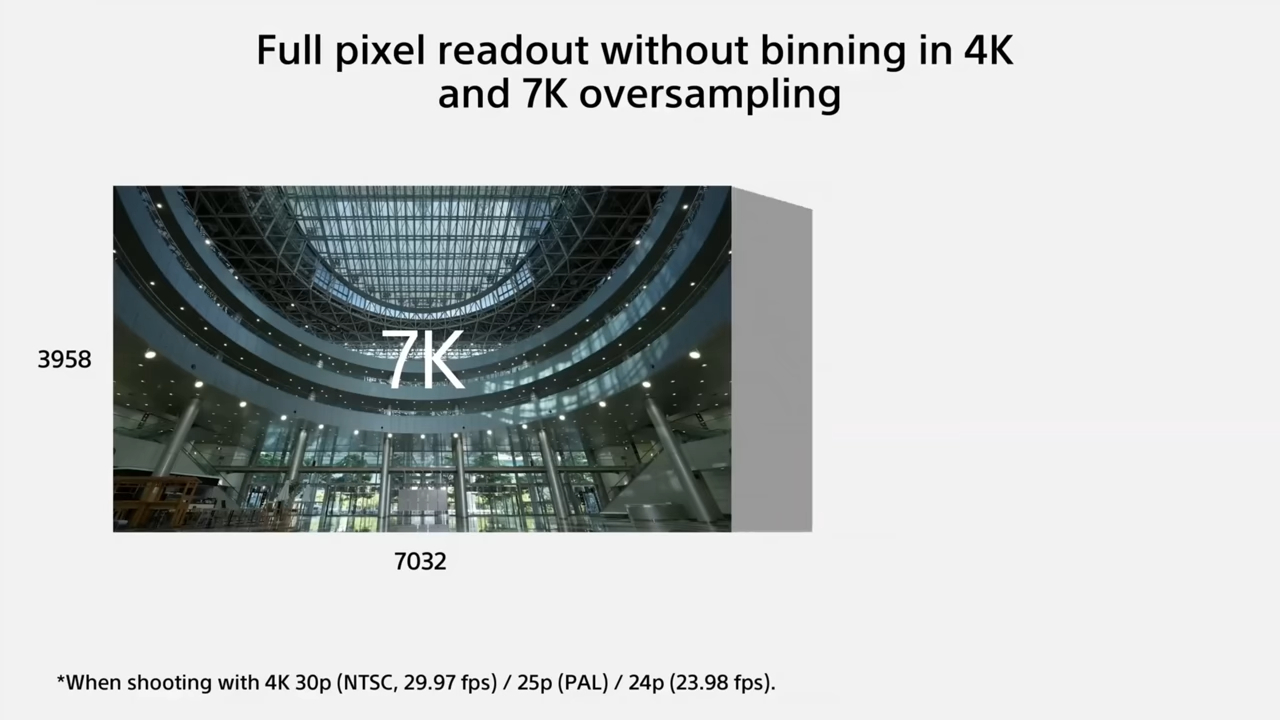 Full pixel readout without binning in 4K
and 7K oversampling
7K
3958
7032
*When shooting with 4K 30p (NTSC, 29.97 fps) / 25p (PAL) / 24p (23.98 fps).